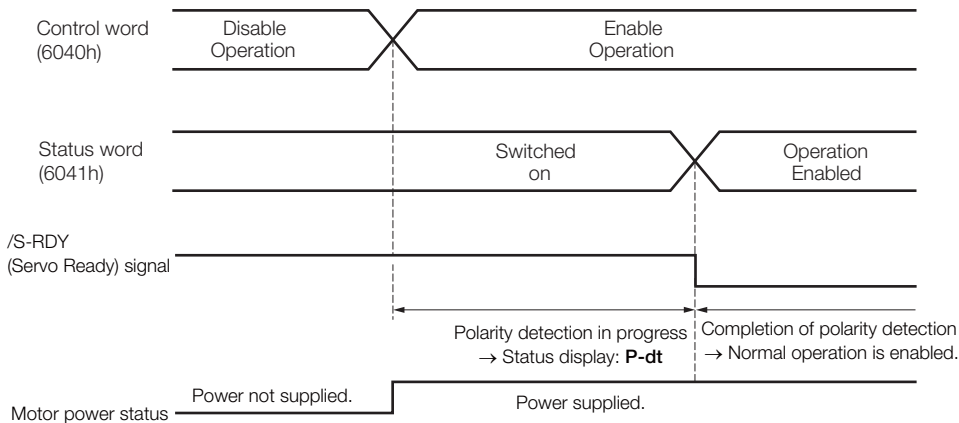 Control word
(6040h)
Disable
Operation
Enable
Operation
Status word
(6041h)
Switched
on
Operation
Enabled
/S-RDY
(Servo Ready) signal
Polarity detection in progress
→ Status display: P-dt
Completion of polarity detection
→ Normal operation is enabled.
Motor power status
Power not supplied.
Power supplied.